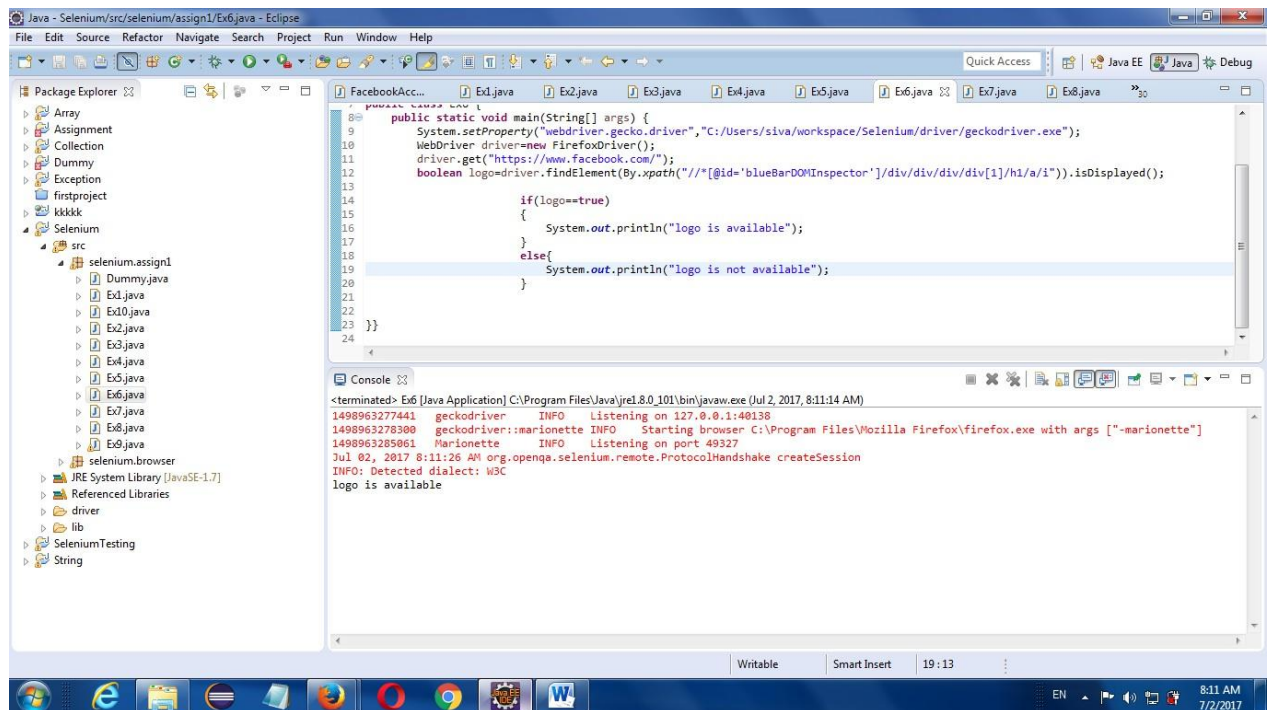 Java - Selenium/src/selenium/assign1/Ex6.java - Eclipse
File Edit Source Refactor Navigate Search Project Run Window Help
Quick Access Java EE Java Debug
Package Explorer
Array
Assignment
Collection
Dummy
Exception
firstproject
kkkkk
Selenium
src
selenium.assign1
Dummy.java
Ex1.java
Ex10.java
Ex2.java
Ex3.java
Ex4.java
Ex5.java
Ex6.java
Ex7.java
Ex8.java
Ex9.java
selenium.browser
JRE System Library [JavaSE-1.7]
Referenced Libraries
driver
lib
SeleniumTesting
String
FacebookAcc... Ex1.java Ex2.java Ex3.java Ex4.java Ex5.java Ex6.java Ex7.java Ex8.java »30
7 public class Ex6 {
8 public static void main(String[] args) {
9 System.setProperty("webdriver.gecko.driver","C:/Users/siva/workspace/Selenium/driver/geckodriver.exe");
10 WebDriver driver=new FirefoxDriver();
11 driver.get("https://www.facebook.com/");
12 boolean logo=driver.findElement(By.xpath("//*[@id='blueBarDOMInspector']/div/div/div/div[1]/h1/a/i")).isDisplayed();
13
14 if(logo==true)
15 {
16 System.out.println("logo is available");
17 }
18 else{
19 System.out.println("logo is not available");
20 }
21
22
23 }}
24
Console
<terminated> Ex6 [Java Application] C:\Program Files\Java\jre1.8.0_101\bin\javaw.exe (Jul 2, 2017, 8:11:14 AM)
1498963277441 geckodriver INFO Listening on 127.0.0.1:40138
1498963278300 geckodriver::marionette INFO Starting browser C:\Program Files\Mozilla Firefox\firefox.exe with args ["-marionette"]
1498963285061 Marionette INFO Listening on port 49327
Jul 02, 2017 8:11:26 AM org.openqa.selenium.remote.ProtocolHandshake createSession
INFO: Detected dialect: W3C
logo is available
Writable Smart Insert 19 : 13
EN 8:11 AM
7/2/2017